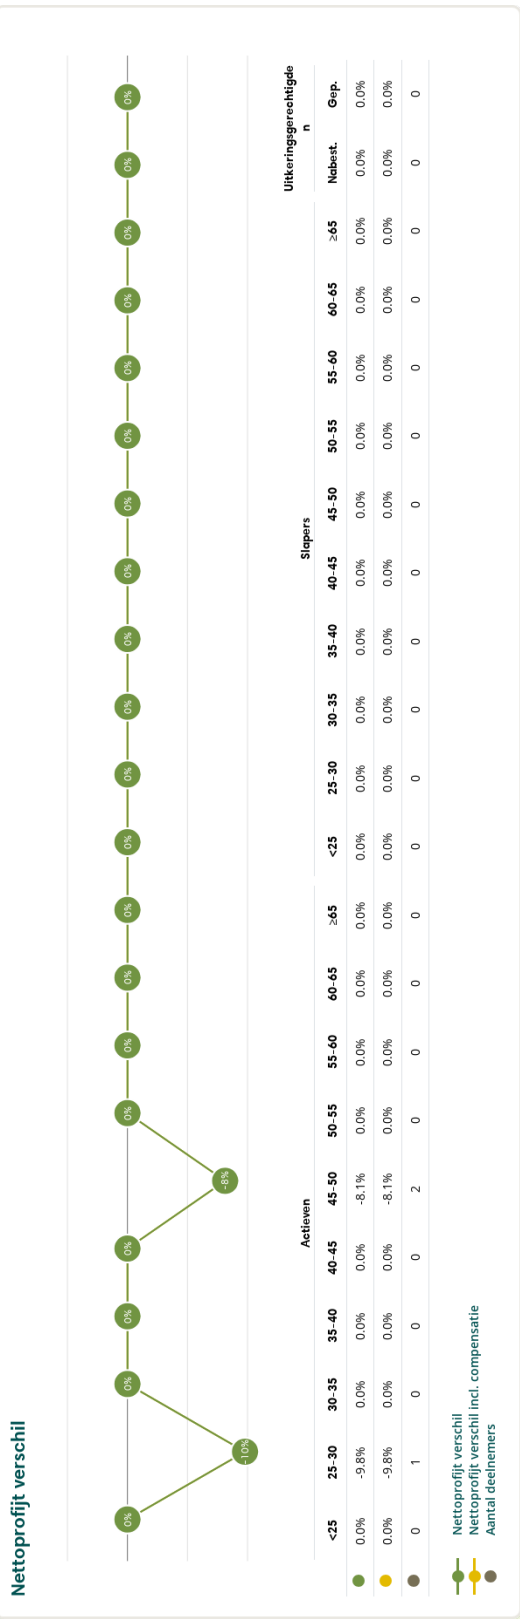 Nettoprofijt verschil
0% -10% 0% 0% 0% -8% 0% 0% 0% 0% 0% 0% 0% 0% 0% 0% 0% 0% 0% 0% 0% 0%
Actieven Slapers Uitkeringsgerechtigde
n
<25 25-30 30-35 35-40 40-45 45-50 50-55 55-60 60-65 ≥65 <25 25-30 30-35 35-40 40-45 45-50 50-55 55-60 60-65 ≥65 Nabest. Gep.
0.0% -9.8% 0.0% 0.0% 0.0% -8.1% 0.0% 0.0% 0.0% 0.0% 0.0% 0.0% 0.0% 0.0% 0.0% 0.0% 0.0% 0.0% 0.0% 0.0% 0.0% 0.0%
0.0% -9.8% 0.0% 0.0% 0.0% -8.1% 0.0% 0.0% 0.0% 0.0% 0.0% 0.0% 0.0% 0.0% 0.0% 0.0% 0.0% 0.0% 0.0% 0.0% 0.0% 0.0%
0 1 0 0 0 2 0 0 0 0 0 0 0 0 0 0 0 0 0 0 0 0
Nettoprofijt verschil
Nettoprofijt verschil incl. compensatie
Aantal deelnemers